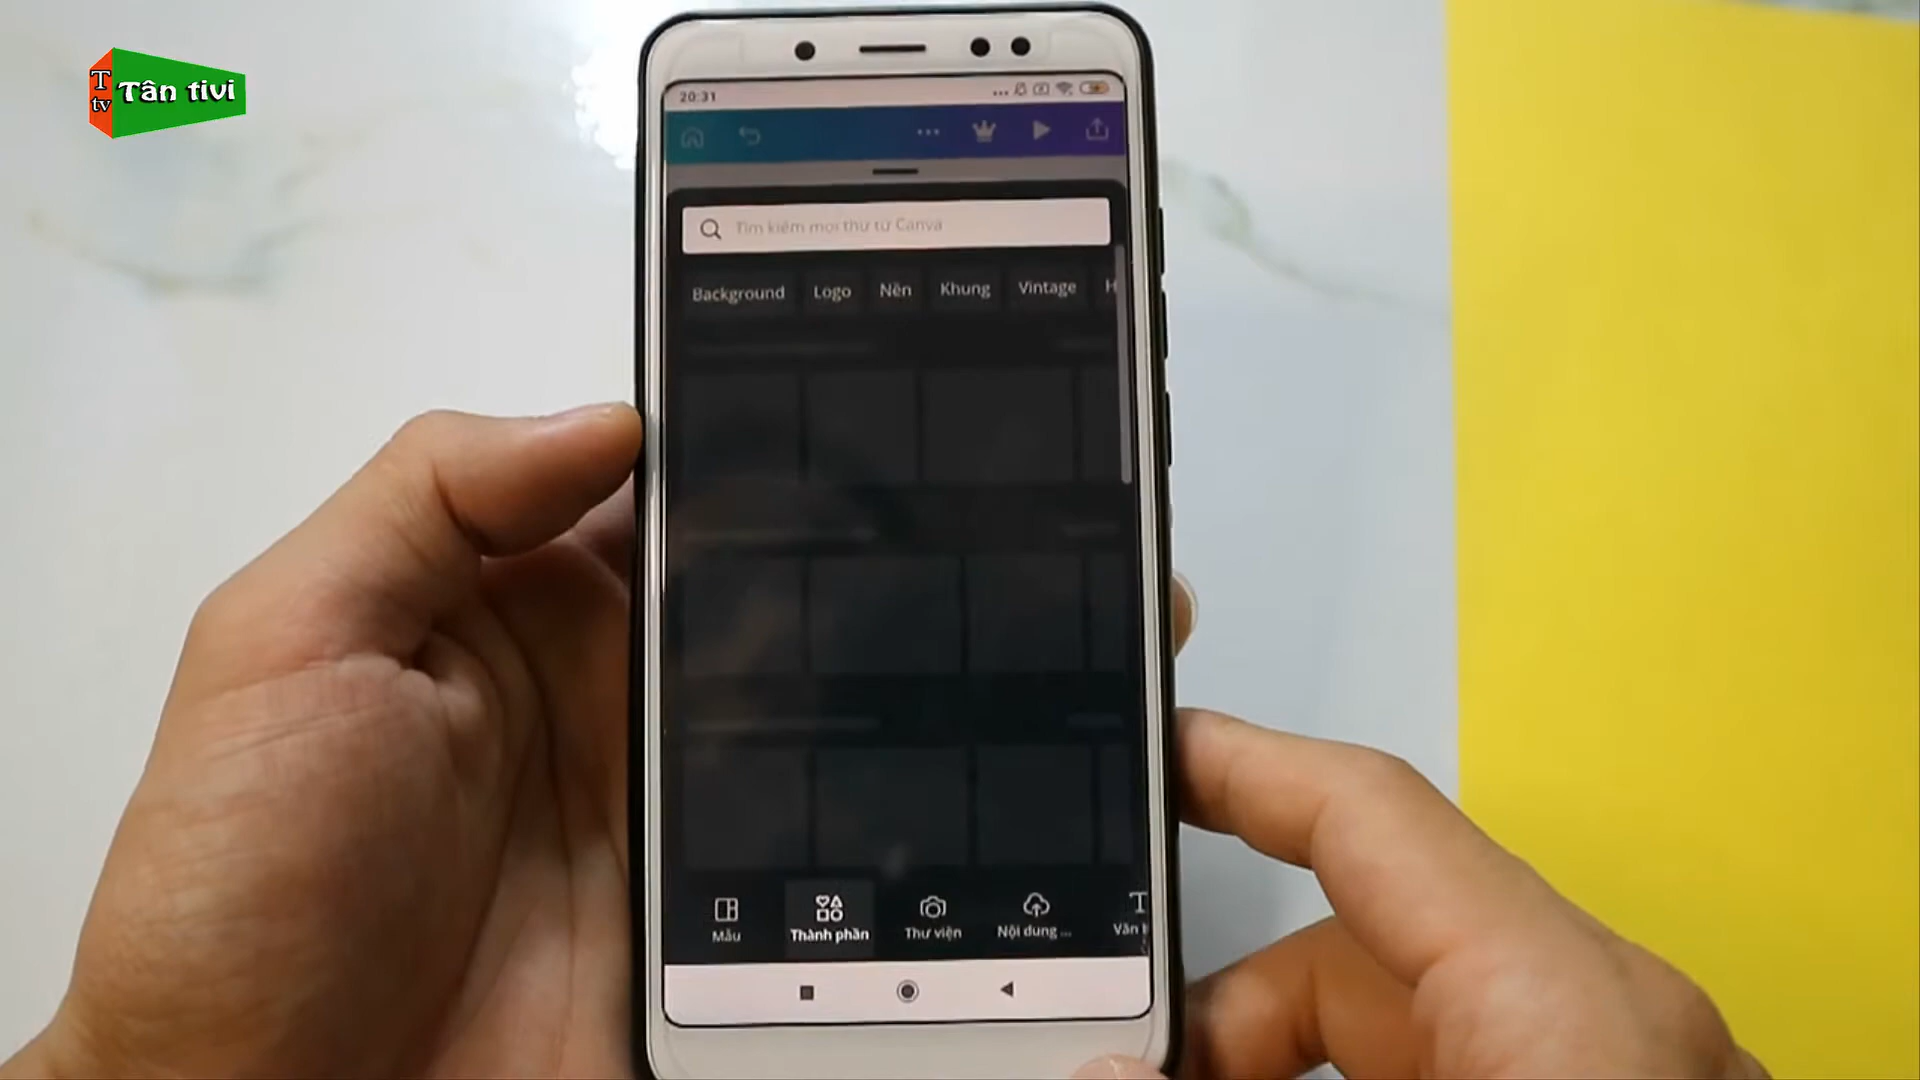 T
tv
Tân tivi
20:31
Tìm kiếm mọi thứ từ Canva
Background
Logo
Nền
Khung
Vintage
H
Mẫu
Thành phần
Thư viện
Nội dung ...
Văn